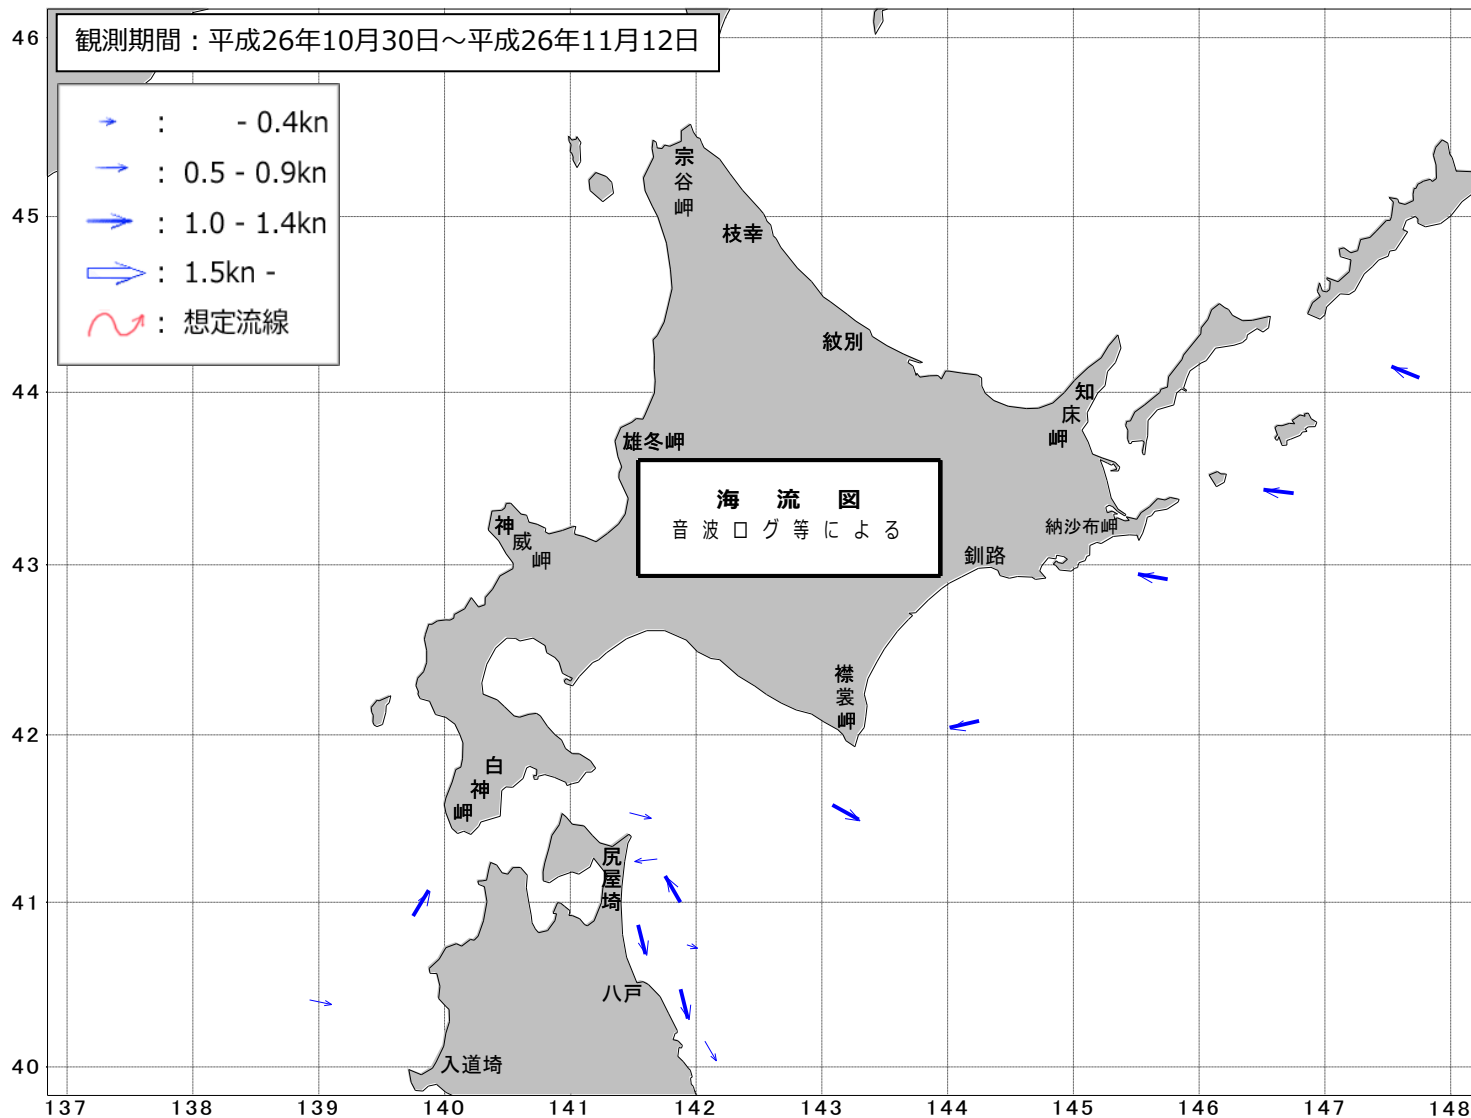 観測期間：平成26年10月30日～平成26年11月12日
： - 0.4kn
： 0.5 - 0.9kn
： 1.0 - 1.4kn
： 1.5kn -
： 想定流線
46
45
44
43
42
41
40
宗谷岬
枝幸
紋別
知床岬
雄冬岬
海流図
音波ログ等による
神威岬
納沙布岬
釧路
襟裳岬
白神岬
尻屋埼
八戸
入道埼
137 138 139 140 141 142 143 144 145 146 147 148